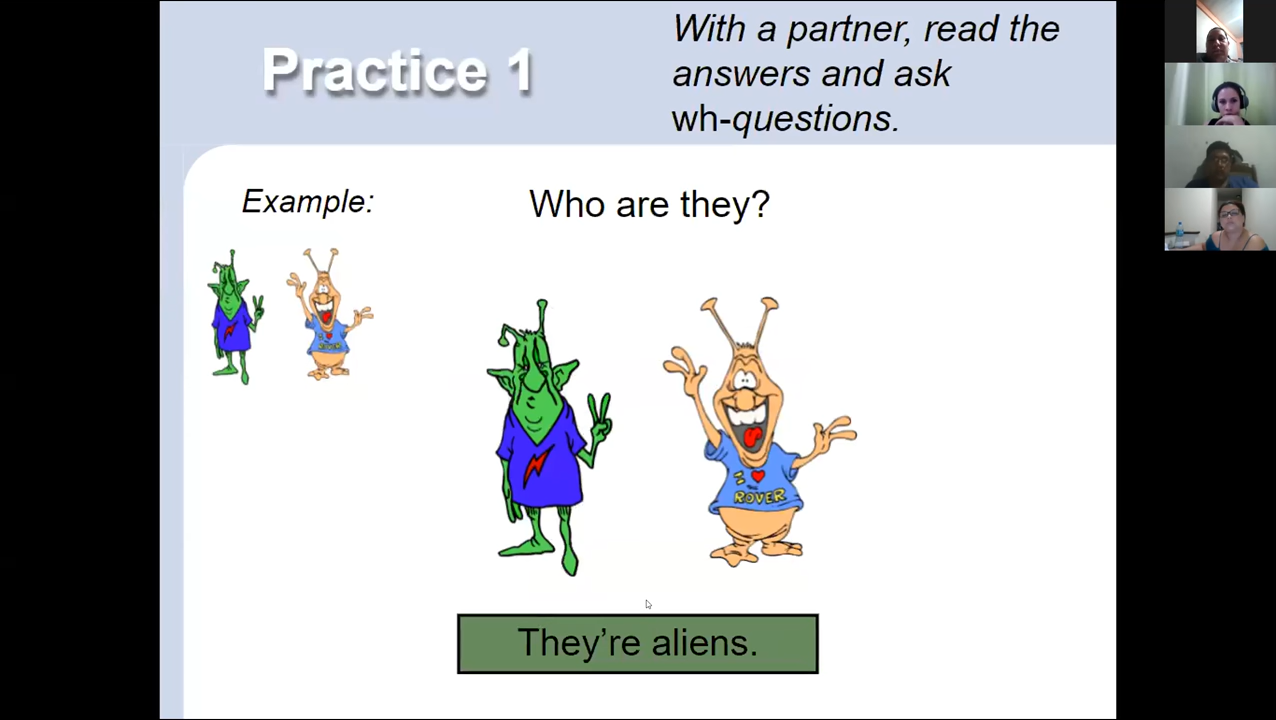 Practice 1
With a partner, read the
answers and ask
wh-questions.
Example:
Who are they?
I
ROVER
They're aliens.